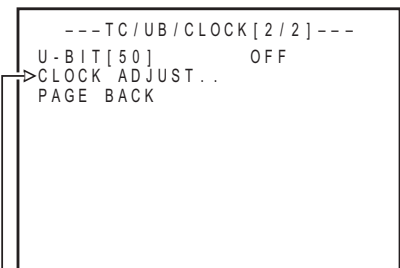 ---TC/UB/CLOCK[2/2]---
U-BIT[50] OFF
CLOCK ADJUST..
PAGE BACK